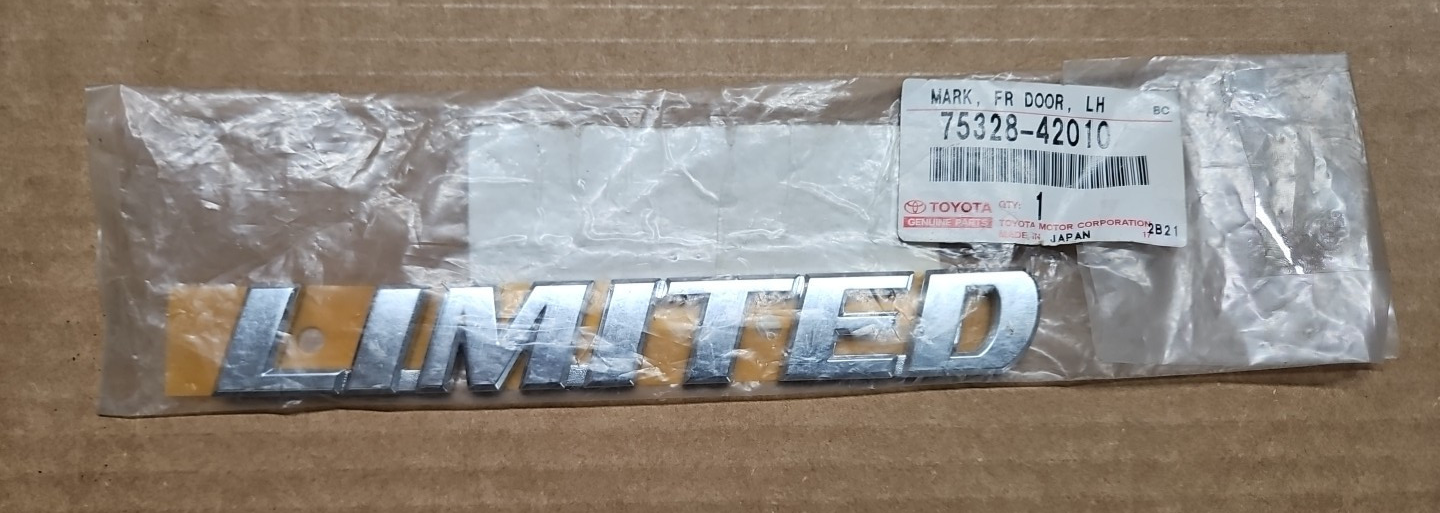 MARK, FR DOOR, LH
BC
75328-42010
TOYOTA QTY: 1
GENUINE PARTS TOYOTA MOTOR CORPORATION
MADE IN JAPAN 2B21
LIMITED